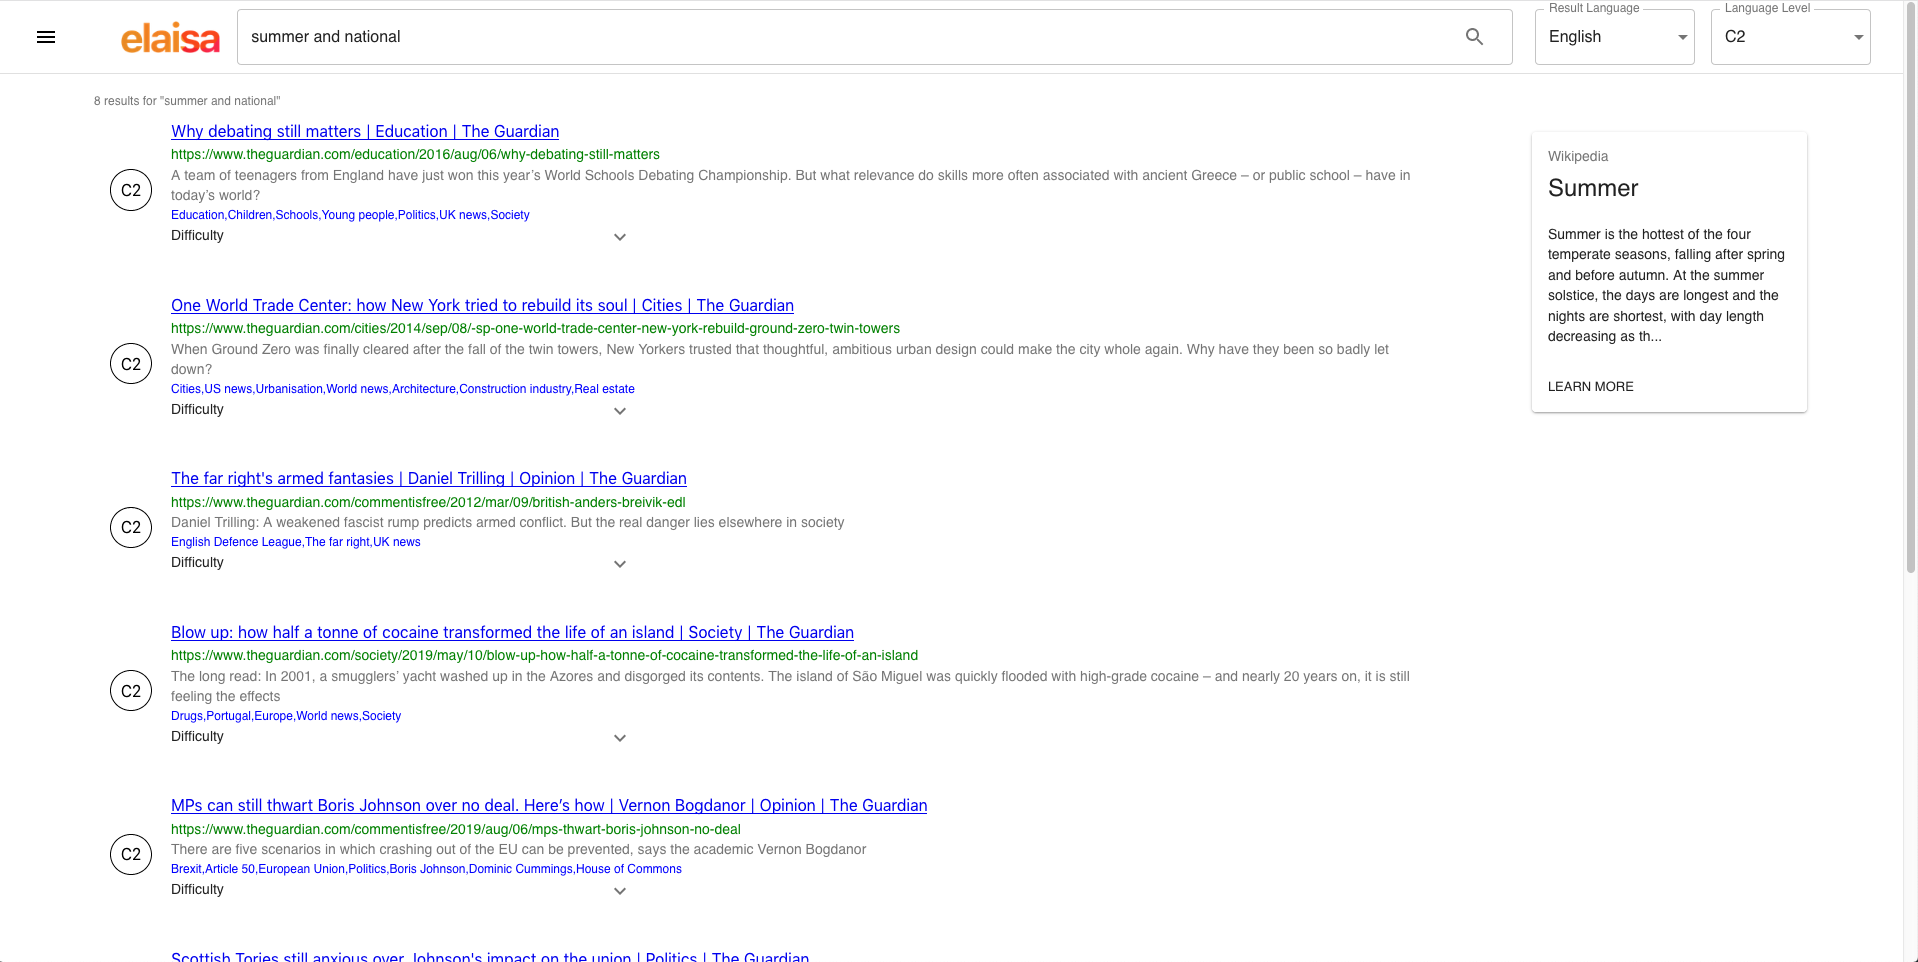 elaisa
summer and national
Result Language
English
Language Level
C2
8 results for "summer and national"
Why debating still matters | Education | The Guardian
https://www.theguardian.com/education/2016/aug/06/why-debating-still-matters
C2
A team of teenagers from England have just won this year’s World Schools Debating Championship. But what relevance do skills more often associated with ancient Greece – or public school – have in
today’s world?
Education,Children,Schools,Young people,Politics,UK news,Society
Difficulty
One World Trade Center: how New York tried to rebuild its soul | Cities | The Guardian
https://www.theguardian.com/cities/2014/sep/08/-sp-one-world-trade-center-new-york-rebuild-ground-zero-twin-towers
C2
When Ground Zero was finally cleared after the fall of the twin towers, New Yorkers trusted that thoughtful, ambitious urban design could make the city whole again. Why have they been so badly let
down?
Cities,US news,Urbanisation,World news,Architecture,Construction industry,Real estate
Difficulty
The far right's armed fantasies | Daniel Trilling | Opinion | The Guardian
https://www.theguardian.com/commentisfree/2012/mar/09/british-anders-breivik-edl
C2
Daniel Trilling: A weakened fascist rump predicts armed conflict. But the real danger lies elsewhere in society
English Defence League,The far right,UK news
Difficulty
Blow up: how half a tonne of cocaine transformed the life of an island | Society | The Guardian
https://www.theguardian.com/society/2019/may/10/blow-up-how-half-a-tonne-of-cocaine-transformed-the-life-of-an-island
C2
The long read: In 2001, a smugglers’ yacht washed up in the Azores and disgorged its contents. The island of São Miguel was quickly flooded with high-grade cocaine – and nearly 20 years on, it is still
feeling the effects
Drugs,Portugal,Europe,World news,Society
Difficulty
MPs can still thwart Boris Johnson over no deal. Here’s how | Vernon Bogdanor | Opinion | The Guardian
https://www.theguardian.com/commentisfree/2019/aug/06/mps-thwart-boris-johnson-no-deal
C2
There are five scenarios in which crashing out of the EU can be prevented, says the academic Vernon Bogdanor
Brexit,Article 50,European Union,Politics,Boris Johnson,Dominic Cummings,House of Commons
Difficulty
Scottish Tories still anxious over Johnson's impact on the union | Politics | The Guardian
Wikipedia
Summer
Summer is the hottest of the four
temperate seasons, falling after spring
and before autumn. At the summer
solstice, the days are longest and the
nights are shortest, with day length
decreasing as th...
LEARN MORE